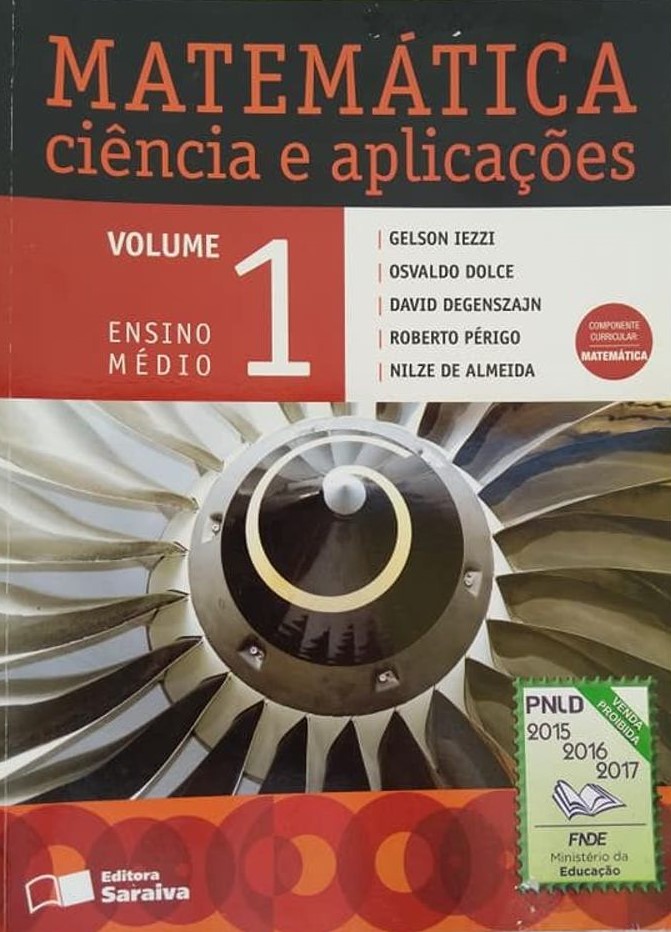 MATEMÁTICA
ciência e aplicações
VOLUME 1
ENSINO
MÉDIO
GELSON IEZZI
OSVALDO DOLCE
DAVID DEGENSZAJN
ROBERTO PÉRIGO
NILZE DE ALMEIDA
COMPONENTE
CURRICULAR:
MATEMÁTICA
PNLD
2015
2016
2017
VENDA
PROIBIDA
FNDE
Ministério da
Educação
Editora
Saraiva